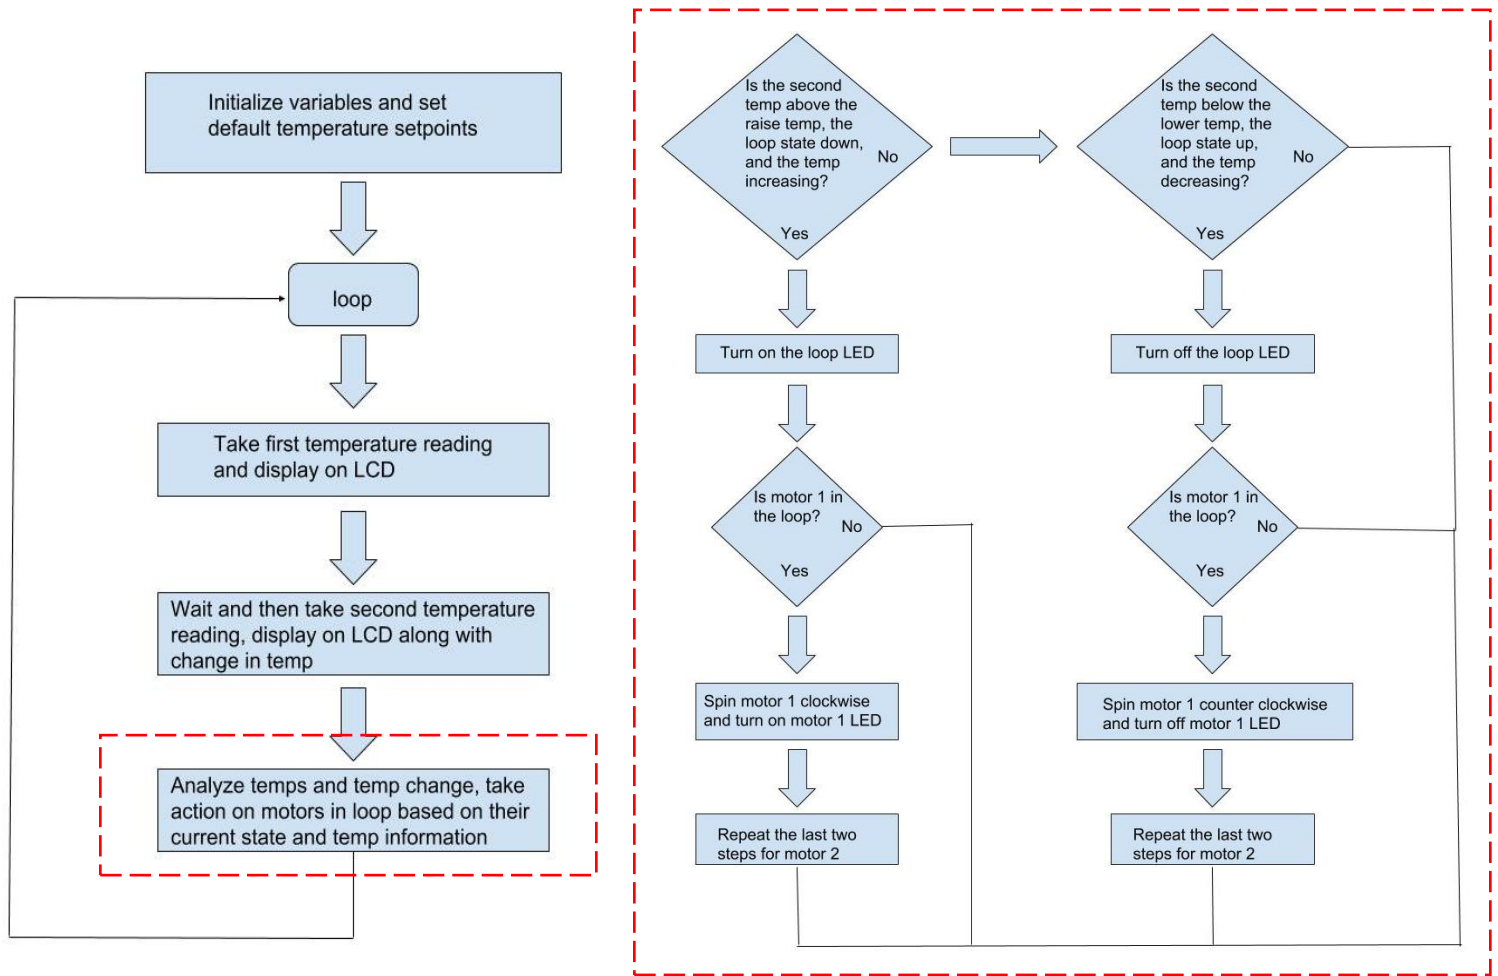 Initialize variables and set
default temperature setpoints
loop
Take first temperature reading
and display on LCD
Wait and then take second temperature
reading, display on LCD along with
change in temp
Analyze temps and temp change, take
action on motors in loop based on their
current state and temp information
Is the second
temp above the
raise temp, the
loop state down,
and the temp
increasing?
No
Yes
Turn on the loop LED
Is motor 1 in
the loop?
No
Yes
Spin motor 1 clockwise
and turn on motor 1 LED
Repeat the last two
steps for motor 2
Is the second
temp below the
lower temp, the
loop state up,
and the temp
decreasing?
No
Yes
Turn off the loop LED
Is motor 1 in
the loop?
No
Yes
Spin motor 1 counter clockwise
and turn off motor 1 LED
Repeat the last two
steps for motor 2